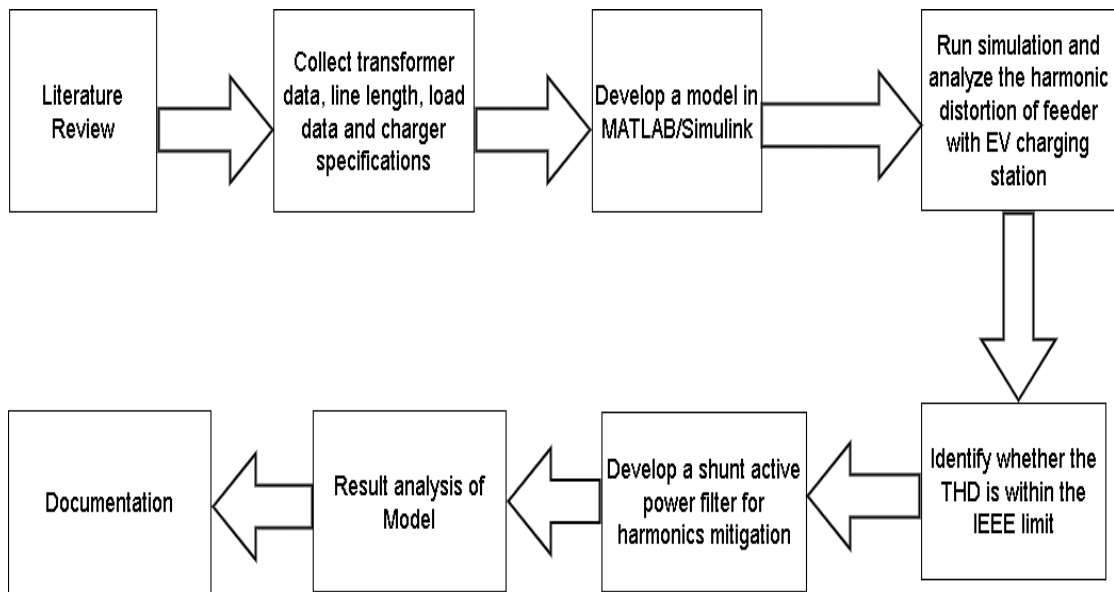 Literature
Review
Collect transformer
data, line length, load
data and charger
specifications
Develop a model in
MATLAB/Simulink
Run simulation and
analyze the harmonic
distortion of feeder
with EV charging
station
Identify whether the
THD is within the
IEEE limit
Develop a shunt active
power filter for
harmonics mitigation
Result analysis of
Model
Documentation